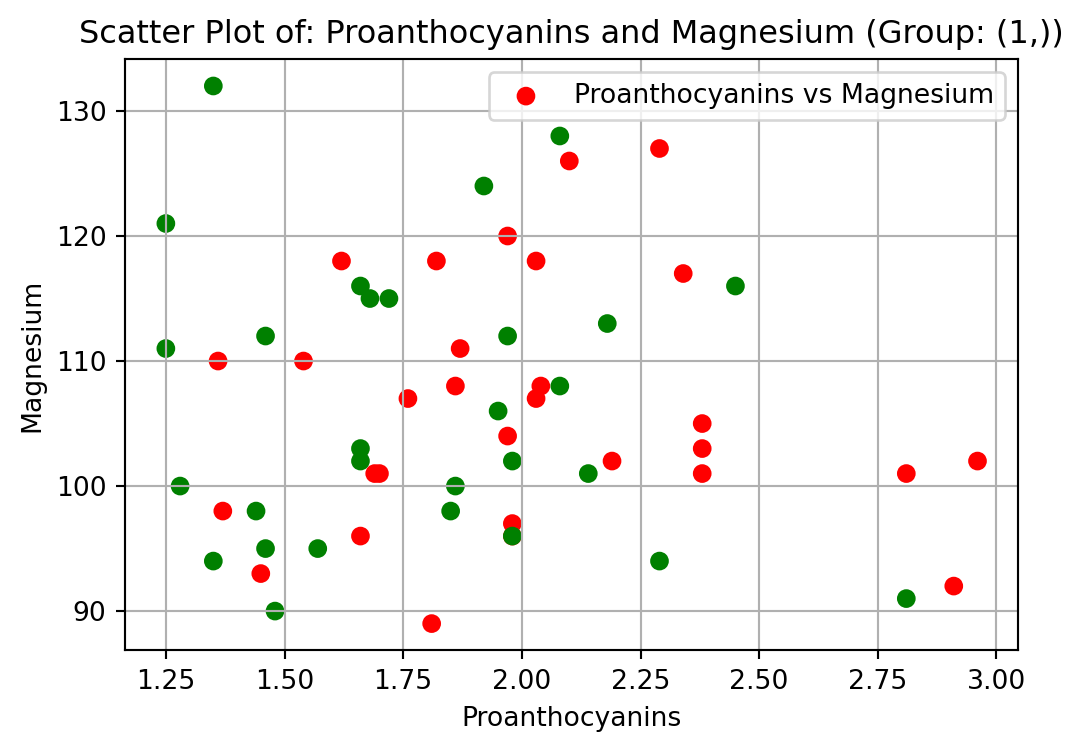 Scatter Plot of: Proanthocyanins and Magnesium (Group: (1,))
Proanthocyanins vs Magnesium
130
120
110
100
90
Magnesium
1.25 1.50 1.75 2.00 2.25 2.50 2.75 3.00
Proanthocyanins